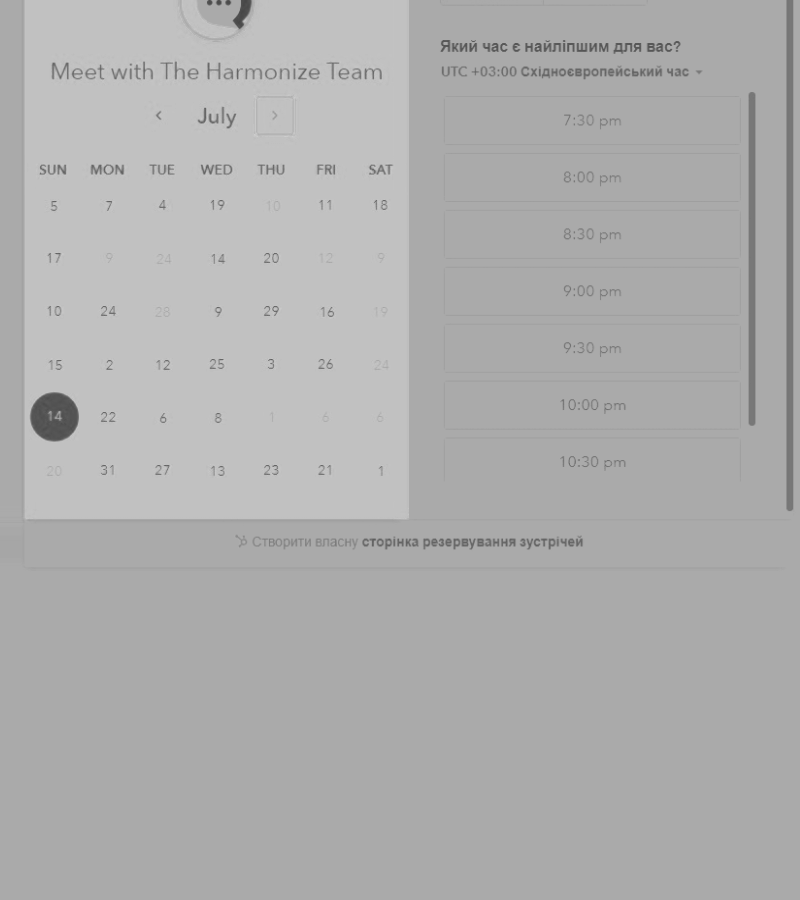 Meet with The Harmonize Team
July
SUN MON TUE WED THU FRI SAT
5 7 4 19 10 11 18
17 9 24 14 20 12 9
10 24 28 9 29 16 19
15 2 12 25 3 26 24
14 22 6 8 1 6 6
20 31 27 13 23 21 1
Який час є найліпшим для вас?
UTC +03:00 Східноєвропейський час
7:30 pm
8:00 pm
8:30 pm
9:00 pm
9:30 pm
10:00 pm
10:30 pm
Створити власну сторінка резервування зустрічей